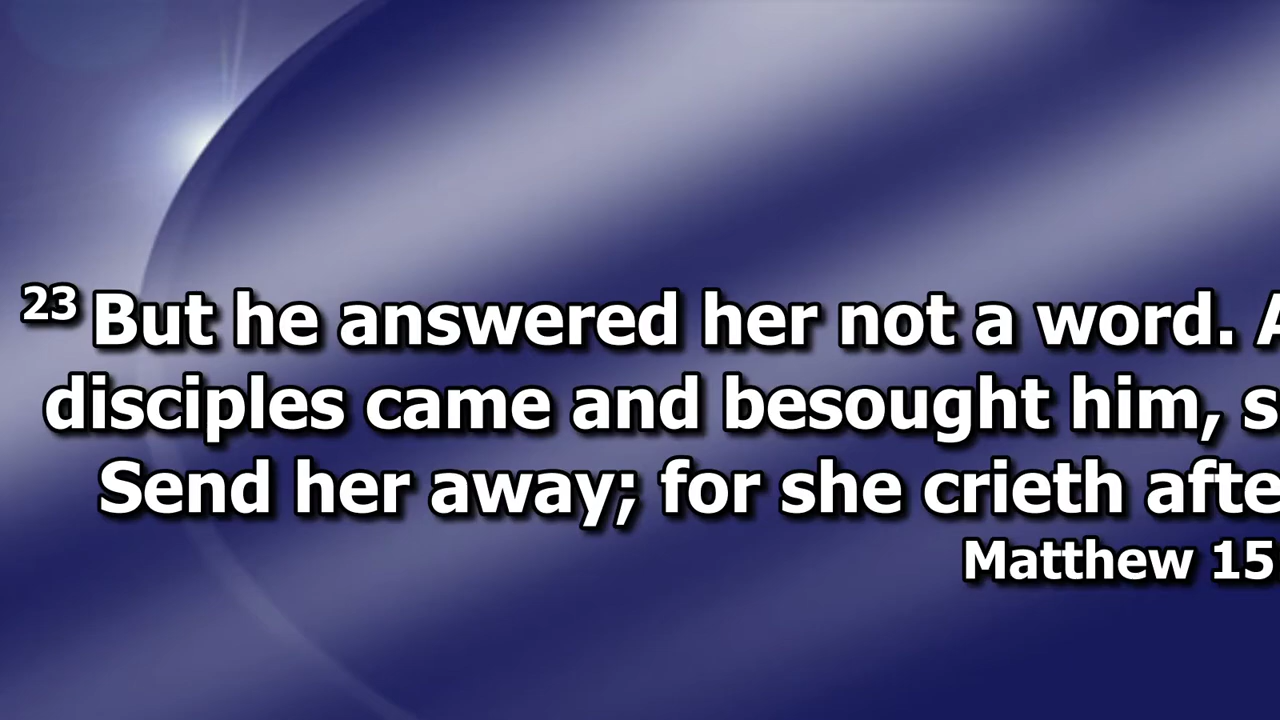 23 But he answered her not a word. A
disciples came and besought him, s
Send her away; for she crieth afte
Matthew 15